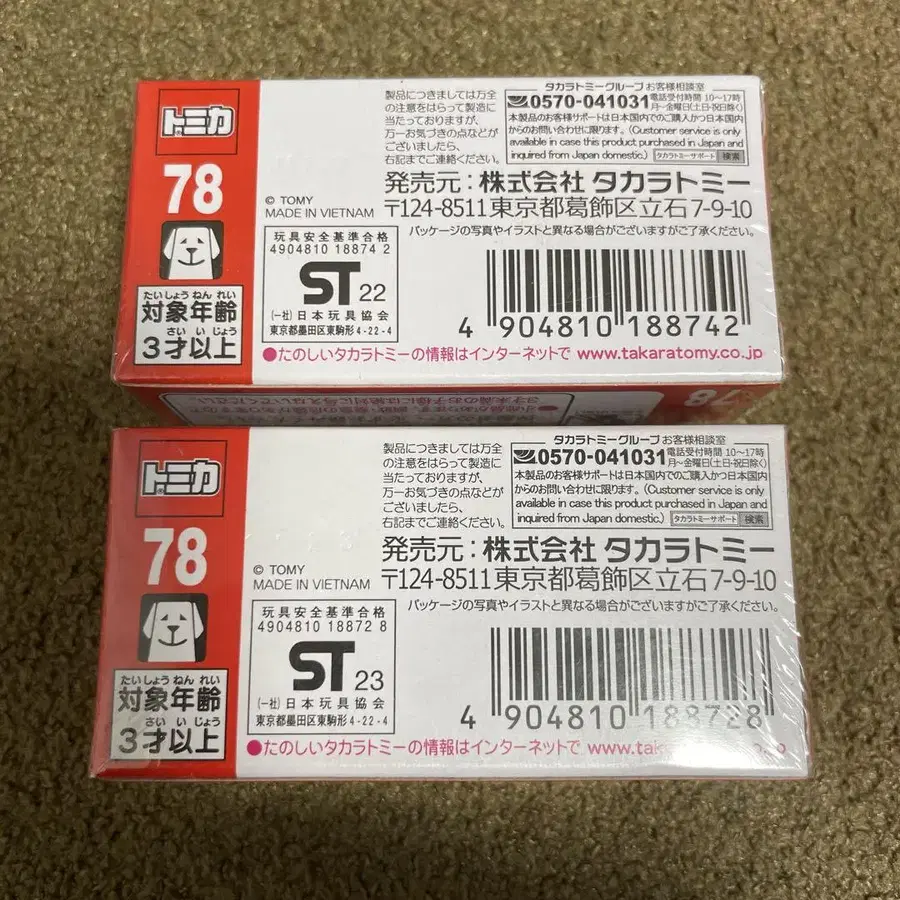 トミカ
78
たいしょうねんれい
対象年齢
さいいじょう
3才以上
製品につきましては万全
の注意をはらって製造に
当たっておりますが、
万一お気づきの点などが
ございましたら、
右記までご連絡ください。
タカラトミーグループ お客様相談室
0570-041031 電話受付時間 10〜17時
月〜金曜日(土・日・祝日除く)
本製品のお客様サポートは日本国内でのご購入かつ日本国内
からのお問い合わせに限ります。(Customer service is only
available in case this product purchased in Japan and
inquired from Japan domestic.) タカラトミーサポート 検索
発売元:株式会社 タカラトミー
〒124-8511 東京都葛飾区立石7-9-10
パッケージの写真やイラストと異なる場合がございますがご了承ください。
© TOMY
MADE IN VIETNAM
玩具安全基準合格
4904810 18874 2
ST 22
(一社)日本玩具協会
東京都墨田区東駒形4-22-4
4 904810 188742
●たのしいタカラトミーの情報はインターネットで www.takaratomy.co.jp
78
トミカ
78
たいしょうねんれい
対象年齢
さいいじょう
3才以上
製品につきましては万全
の注意をはらって製造に
当たっておりますが、
万一お気づきの点などが
ございましたら、
右記までご連絡ください。
タカラトミーグループ お客様相談室
0570-041031 電話受付時間 10〜17時
月〜金曜日(土・日・祝日除く)
本製品のお客様サポートは日本国内でのご購入かつ日本国内
からのお問い合わせに限ります。(Customer service is only
available in case this product purchased in Japan and
inquired from Japan domestic.) タカラトミーサポート 検索
発売元:株式会社 タカラトミー
〒124-8511 東京都葛飾区立石7-9-10
パッケージの写真やイラストと異なる場合がございますがご了承ください。
© TOMY
MADE IN VIETNAM
玩具安全基準合格
4904810 18872 8
ST 23
(一社)日本玩具協会
東京都墨田区東駒形4-22-4
4 904810 188728
●たのしいタカラトミーの情報はインターネットで www.takaratomy.co.jp